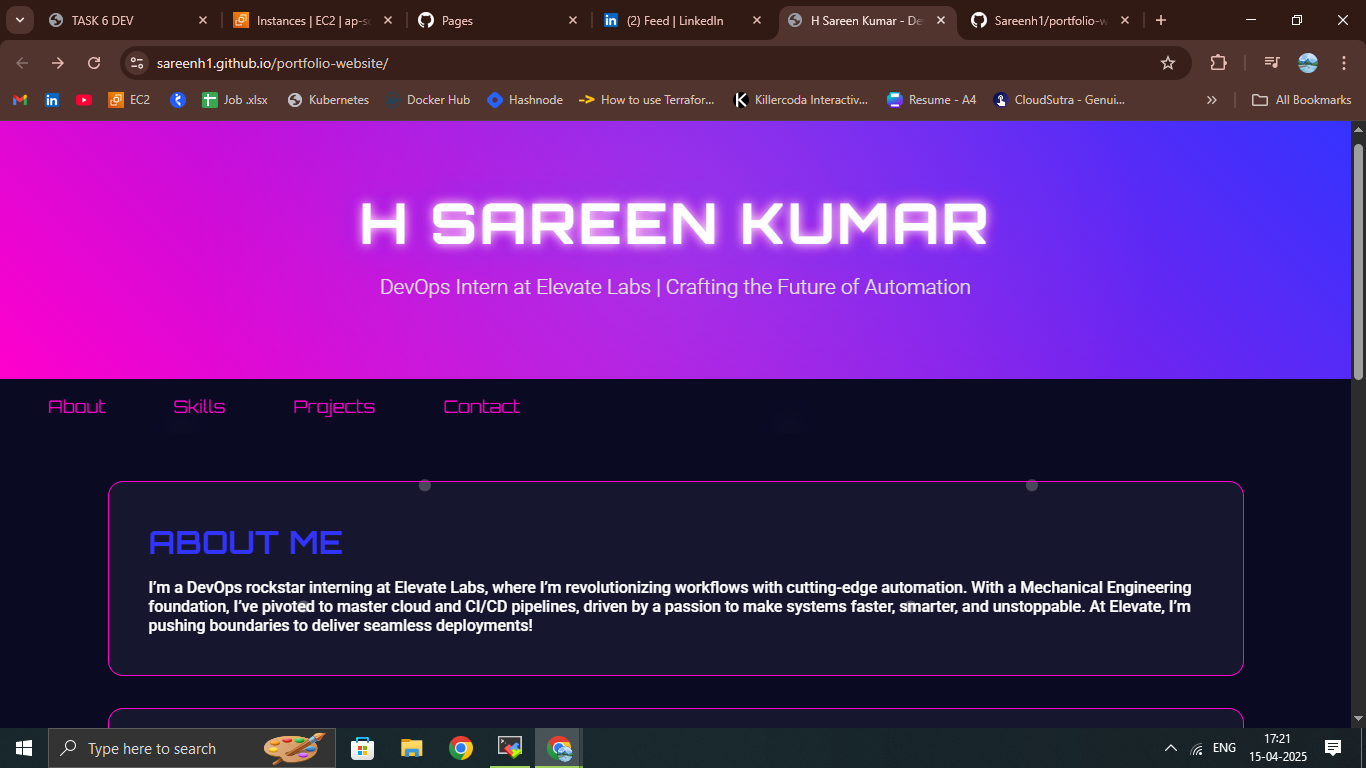 TASK 6 DEV
Instances | EC2 | ap-so
Pages
(2) Feed | LinkedIn
H Sareen Kumar - De
Sareenh1/portfolio-w
sareenh1.github.io/portfolio-website/
EC2
Job .xlsx
Kubernetes
Docker Hub
Hashnode
How to use Terrafor...
Killercoda Interactiv...
Resume - A4
CloudSutra - Genui...
All Bookmarks
H SAREEN KUMAR
DevOps Intern at Elevate Labs | Crafting the Future of Automation
About
Skills
Projects
Contact
ABOUT ME
I’m a DevOps rockstar interning at Elevate Labs, where I’m revolutionizing workflows with cutting-edge automation. With a Mechanical Engineering
foundation, I’ve pivoted to master cloud and CI/CD pipelines, driven by a passion to make systems faster, smarter, and unstoppable. At Elevate, I’m
pushing boundaries to deliver seamless deployments!
Type here to search
ENG
17:21
15-04-2025